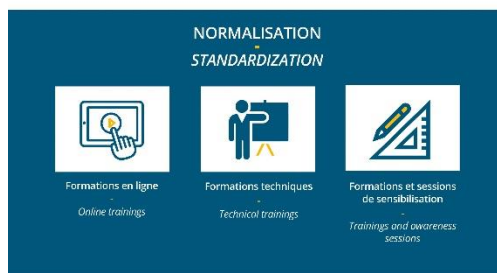 NORMALISATION
-
STANDARDIZATION
Formations en ligne
-
Online trainings
Formations techniques
-
Technical trainings
Formations et sessions
de sensibilisation
-
Trainings and awareness
sessions